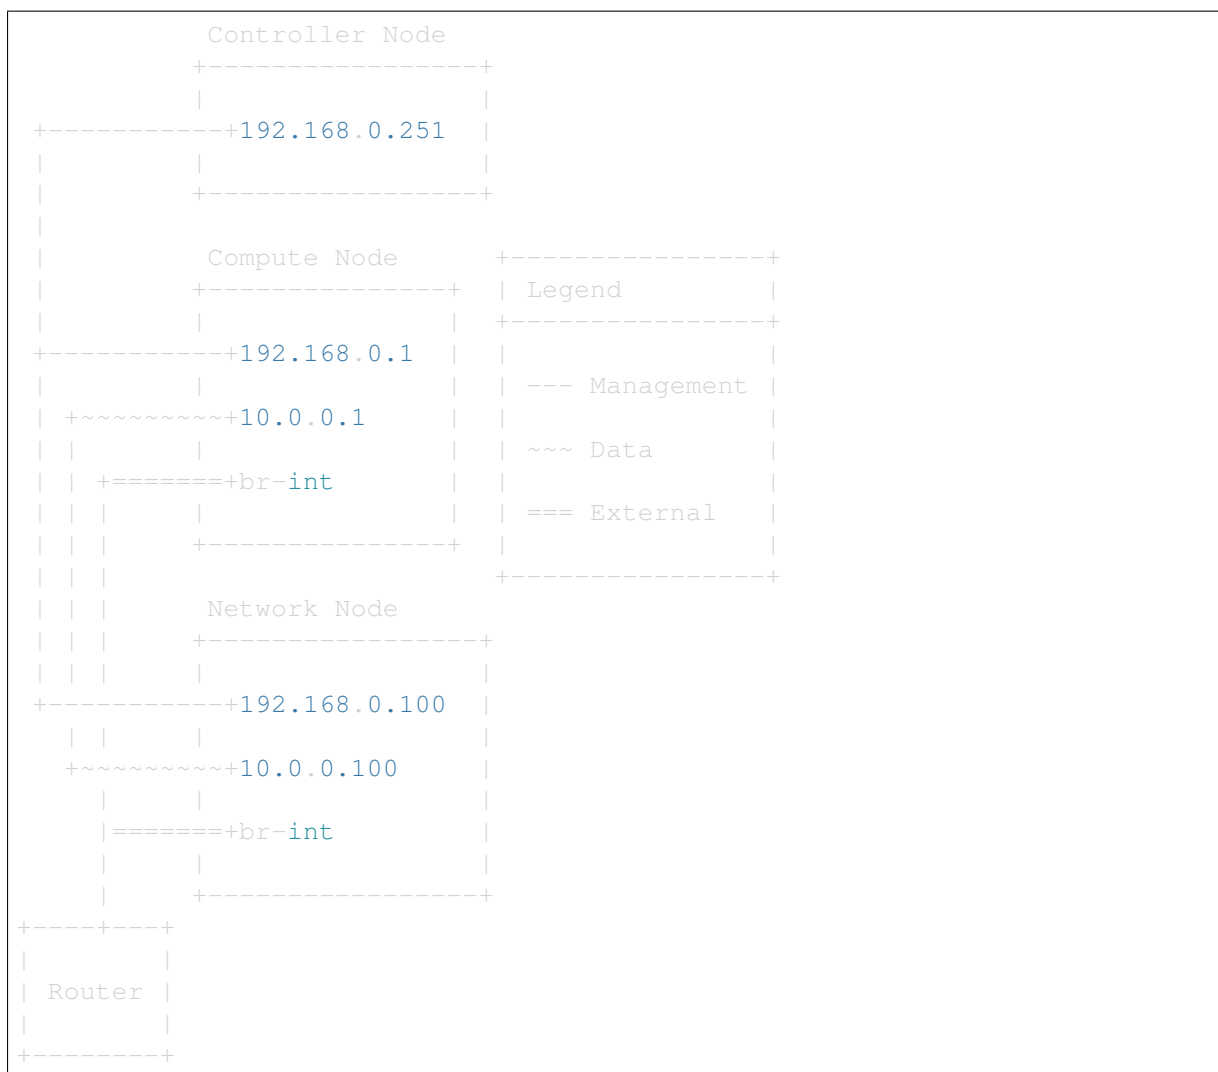 Controller Node
192.168.0.251
Compute Node
Legend
192.168.0.1
--- Management
10.0.0.1
~~~ Data
br-int
=== External
Network Node
192.168.0.100
10.0.0.100
br-int
Router